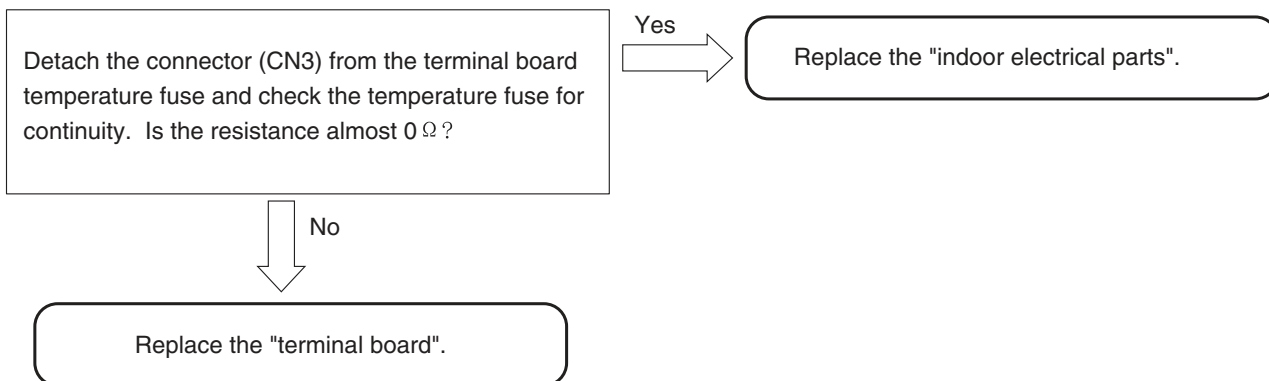 Detach the connector (CN3) from the terminal board
temperature fuse and check the temperature fuse for
continuity.  Is the resistance almost 0 Ω?
Yes
Replace the "indoor electrical parts".
No
Replace the "terminal board".